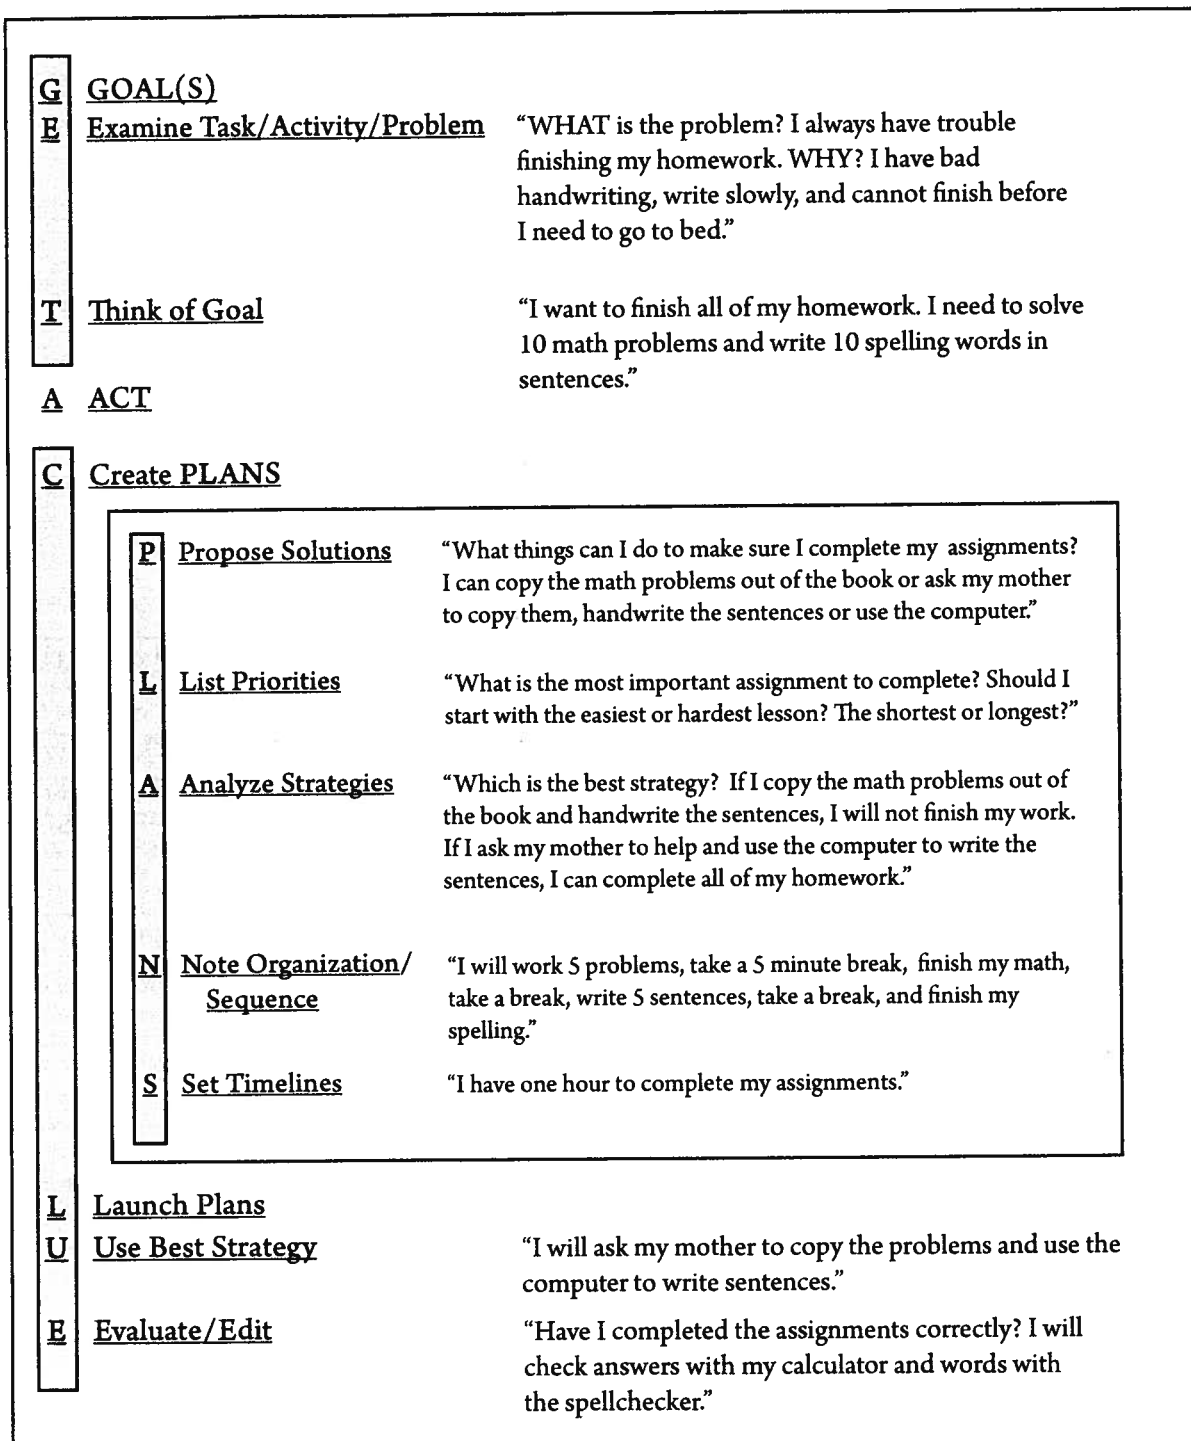 G GOAL(S)
E Examine Task/Activity/Problem “WHAT is the problem? I always have trouble
finishing my homework. WHY? I have bad
handwriting, write slowly, and cannot finish before
I need to go to bed.”
T Think of Goal “I want to finish all of my homework. I need to solve
10 math problems and write 10 spelling words in
sentences.”
A ACT
C Create PLANS
P Propose Solutions “What things can I do to make sure I complete my assignments?
I can copy the math problems out of the book or ask my mother
to copy them, handwrite the sentences or use the computer.”
L List Priorities “What is the most important assignment to complete? Should I
start with the easiest or hardest lesson? The shortest or longest?”
A Analyze Strategies “Which is the best strategy? If I copy the math problems out of
the book and handwrite the sentences, I will not finish my work.
If I ask my mother to help and use the computer to write the
sentences, I can complete all of my homework.”
N Note Organization/ “I will work 5 problems, take a 5 minute break, finish my math,
Sequence take a break, write 5 sentences, take a break, and finish my
spelling.”
S Set Timelines “I have one hour to complete my assignments.”
L Launch Plans
U Use Best Strategy “I will ask my mother to copy the problems and use the
computer to write sentences.”
E Evaluate/Edit “Have I completed the assignments correctly? I will
check answers with my calculator and words with
the spellchecker.”